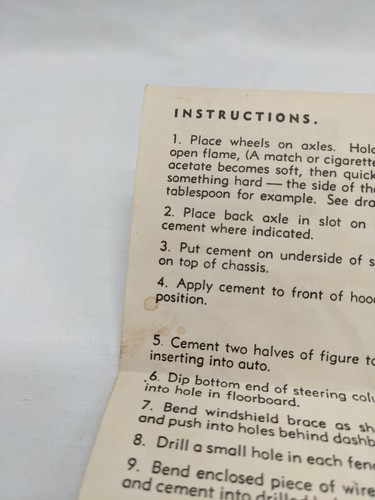 INSTRUCTIONS.
1. Place wheels on axles. Hold
open flame, (A match or cigarette
acetate becomes soft, then quick
something hard — the side of the
tablespoon for example. See dra
2. Place back axle in slot on
cement where indicated.
3. Put cement on underside of s
on top of chassis.
4. Apply cement to front of hoo
position.
5. Cement two halves of figure to
inserting into auto.
6. Dip bottom end of steering colu
into hole in floorboard.
7. Bend windshield brace as sh
and push into holes behind dashb
8. Drill a small hole in each fend
9. Bend enclosed piece of wire
and cement into drilled